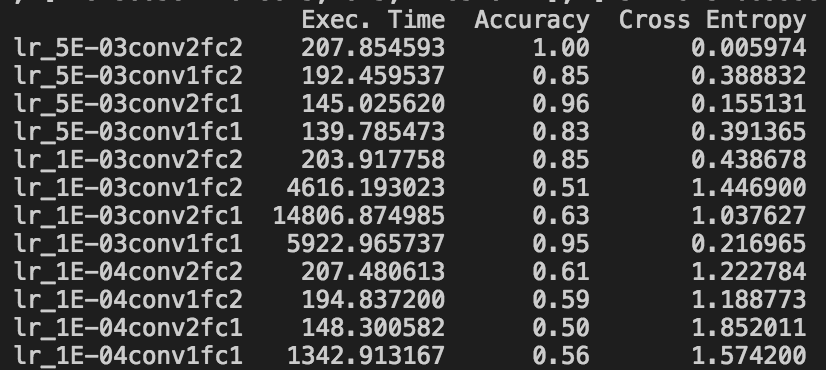 Exec. Time Accuracy Cross Entropy
lr_5E-03conv2fc2 207.854593 1.00 0.005974
lr_5E-03conv1fc2 192.459537 0.85 0.388832
lr_5E-03conv2fc1 145.025620 0.96 0.155131
lr_5E-03conv1fc1 139.785473 0.83 0.391365
lr_1E-03conv2fc2 203.917758 0.85 0.438678
lr_1E-03conv1fc2 4616.193023 0.51 1.446900
lr_1E-03conv2fc1 14806.874985 0.63 1.037627
lr_1E-03conv1fc1 5922.965737 0.95 0.216965
lr_1E-04conv2fc2 207.480613 0.61 1.222784
lr_1E-04conv1fc2 194.837200 0.59 1.188773
lr_1E-04conv2fc1 148.300582 0.50 1.852011
lr_1E-04conv1fc1 1342.913167 0.56 1.574200